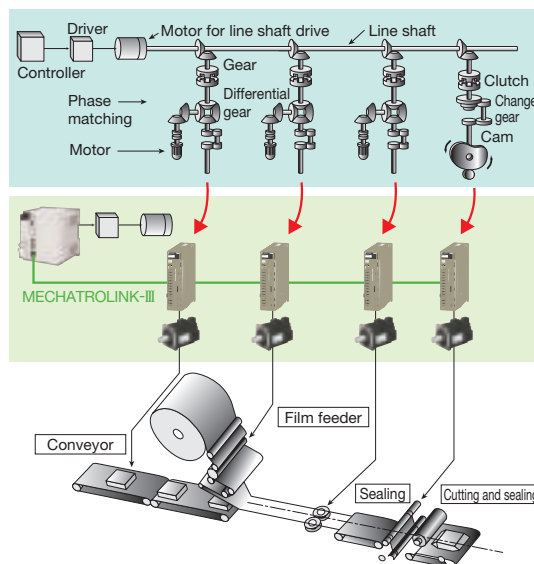 Driver
Motor for line shaft drive
Line shaft
Controller
Gear
Clutch
Phase
matching
Differential
gear
Change
gear
Motor
Cam
MECHATROLINK-III
Film feeder
Conveyor
Sealing
Cutting and sealing